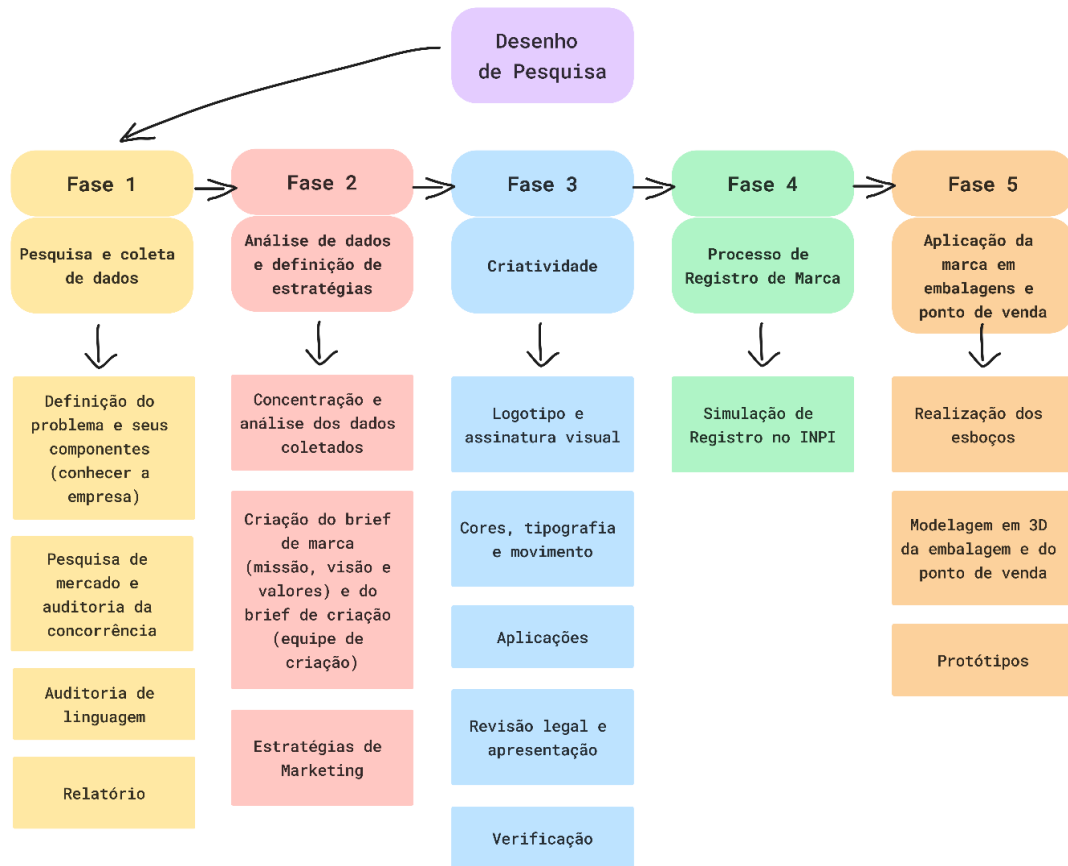 Desenho
de Pesquisa
Fase 1
Pesquisa e coleta
de dados
Definição do
problema e seus
componentes
(conhecer a
empresa)
Pesquisa de
mercado e
auditoria da
concorrência
Auditoria de
linguagem
Relatório
Fase 2
Análise de dados
e definição de
estratégias
Concentração e
análise dos dados
coletados
Criação do brief
de marca
(missão, visão e
valores) e do
brief de criação
(equipe de
criação)
Estratégias de
Marketing
Fase 3
Criatividade
Logotipo e
assinatura visual
Cores, tipografia
e movimento
Aplicações
Revisão legal e
apresentação
Verificação
Fase 4
Processo de
Registro de Marca
Simulação de
Registro no INPI
Fase 5
Aplicação da
marca em
embalagens e
ponto de venda
Realização dos
esboços
Modelagem em 3D
da embalagem e do
ponto de venda
Protótipos